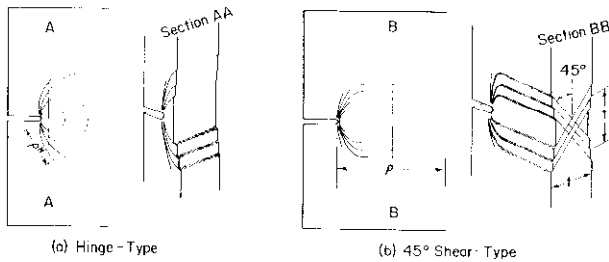 A
Section AA
ρ
A
(a) Hinge-Type
B
Section BB
45°
ρ
t
B
(b) 45° Shear-Type